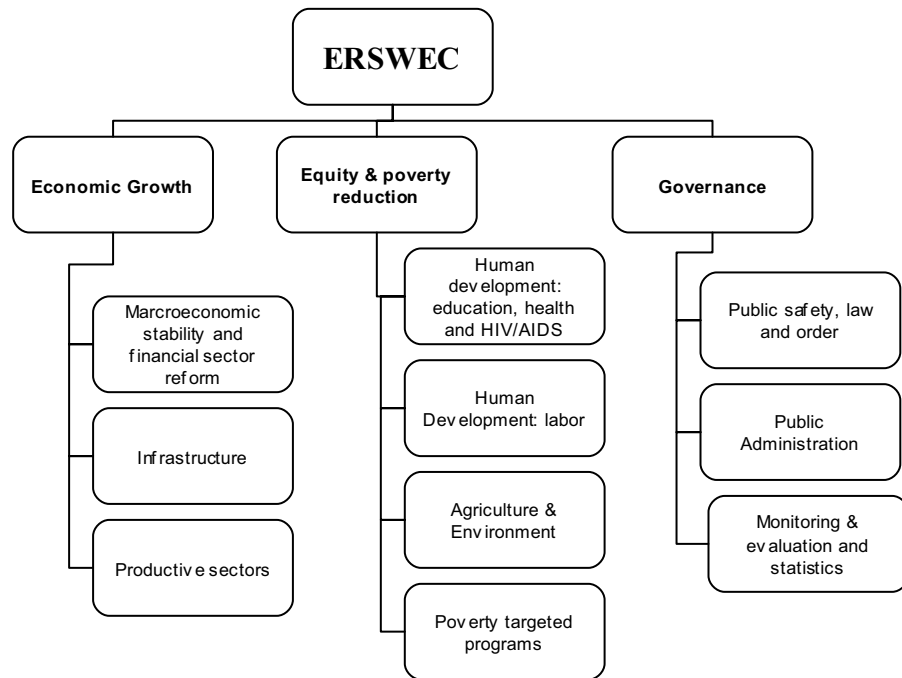 ERSWEC
Economic Growth
Equity & poverty
reduction
Governance
Marcroeconomic
stability and
financial sector
reform
Infrastructure
Productive sectors
Human
development:
education, health
and HIV/AIDS
Human
Development: labor
Agriculture &
Environment
Poverty targeted
programs
Public safety, law
and order
Public
Administration
Monitoring &
evaluation and
statistics